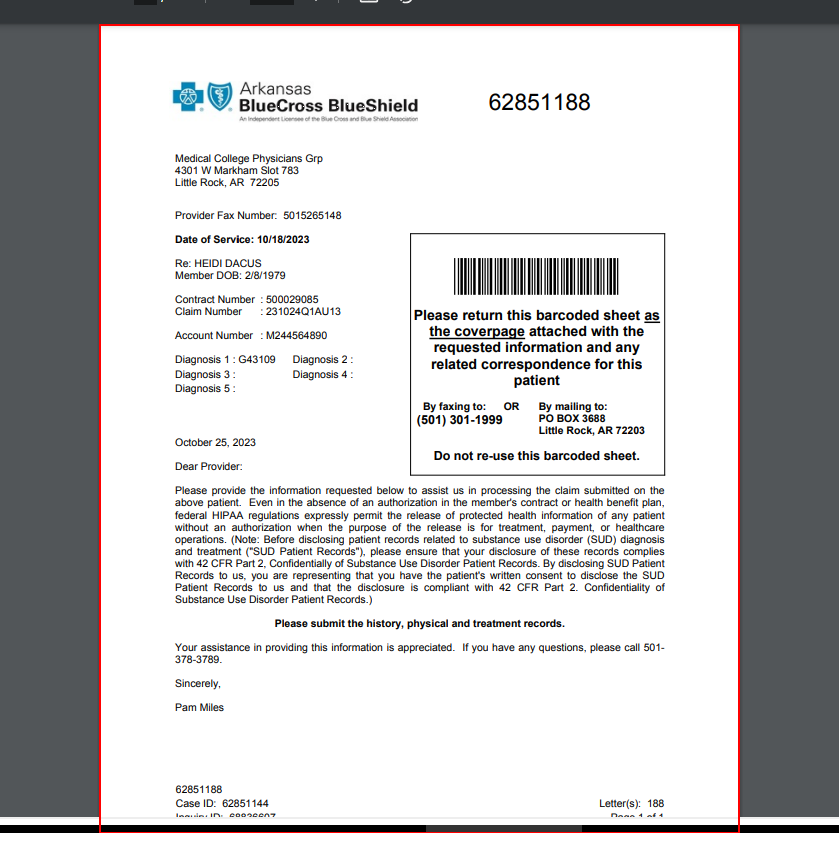 Arkansas
BlueCross BlueShield
An Independent Licensee of the Blue Cross and Blue Shield Association
62851188
Medical College Physicians Grp
4301 W Markham Slot 783
Little Rock, AR 72205
Provider Fax Number: 5015265148
Date of Service: 10/18/2023
Re: HEIDI DACUS
Member DOB: 2/8/1979
Contract Number : 500029085
Claim Number : 231024Q1AU13
Account Number : M244564890
Diagnosis 1 : G43109 Diagnosis 2 :
Diagnosis 3 : Diagnosis 4 :
Diagnosis 5 :
Please return this barcoded sheet as
the coverpage attached with the
requested information and any
related correspondence for this
patient
By faxing to: OR By mailing to:
(501) 301-1999 PO BOX 3688
Little Rock, AR 72203
Do not re-use this barcoded sheet.
October 25, 2023
Dear Provider:
Please provide the information requested below to assist us in processing the claim submitted on the
above patient. Even in the absence of an authorization in the member's contract or health benefit plan,
federal HIPAA regulations expressly permit the release of protected health information of any patient
without an authorization when the purpose of the release is for treatment, payment, or healthcare
operations. (Note: Before disclosing patient records related to substance use disorder (SUD) diagnosis
and treatment ("SUD Patient Records"), please ensure that your disclosure of these records complies
with 42 CFR Part 2, Confidentially of Substance Use Disorder Patient Records. By disclosing SUD Patient
Records to us, you are representing that you have the patient's written consent to disclose the SUD
Patient Records to us and that the disclosure is compliant with 42 CFR Part 2. Confidentiality of
Substance Use Disorder Patient Records.)
Please submit the history, physical and treatment records.
Your assistance in providing this information is appreciated. If you have any questions, please call 501-
378-3789.
Sincerely,
Pam Miles
62851188
Case ID: 62851144 Letter(s): 188
Inquiry ID: Page 1 of 1